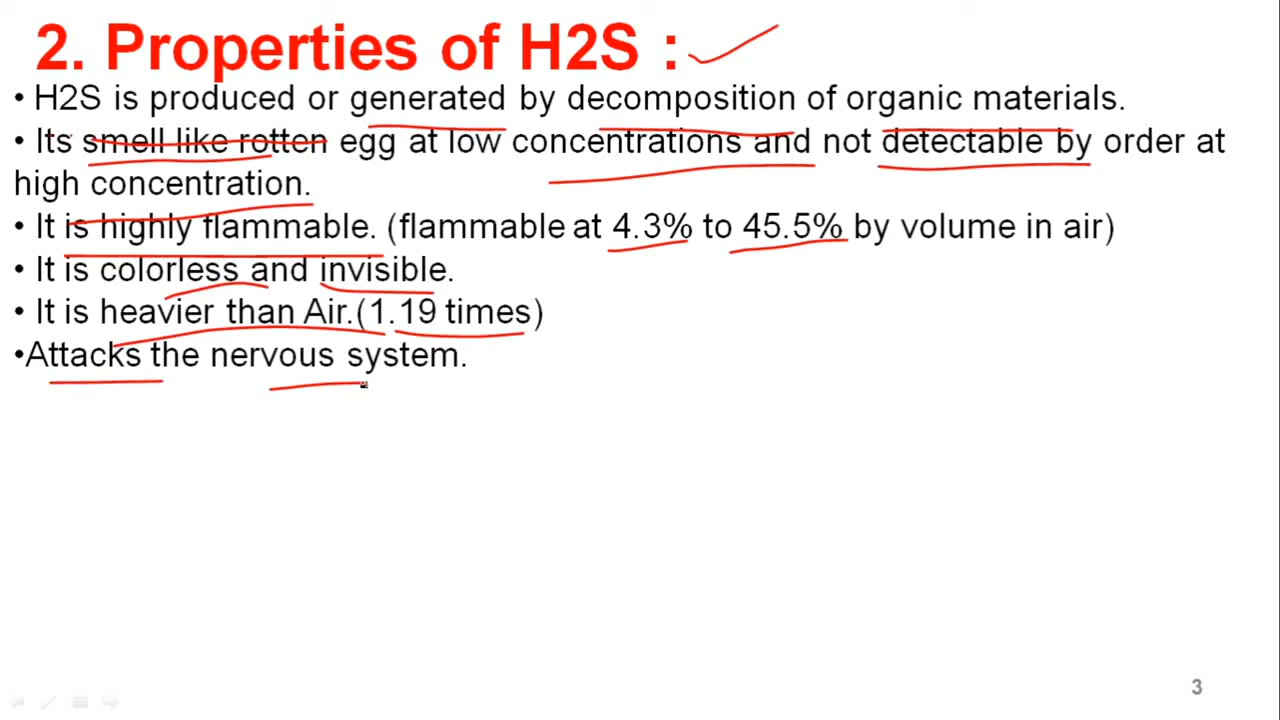 2. Properties of H2S :
• H2S is produced or generated by decomposition of organic materials.
• Its smell like rotten egg at low concentrations and not detectable by order at
high concentration.
• It is highly flammable. (flammable at 4.3% to 45.5% by volume in air)
• It is colorless and invisible.
• It is heavier than Air.(1.19 times)
•Attacks the nervous system.
3